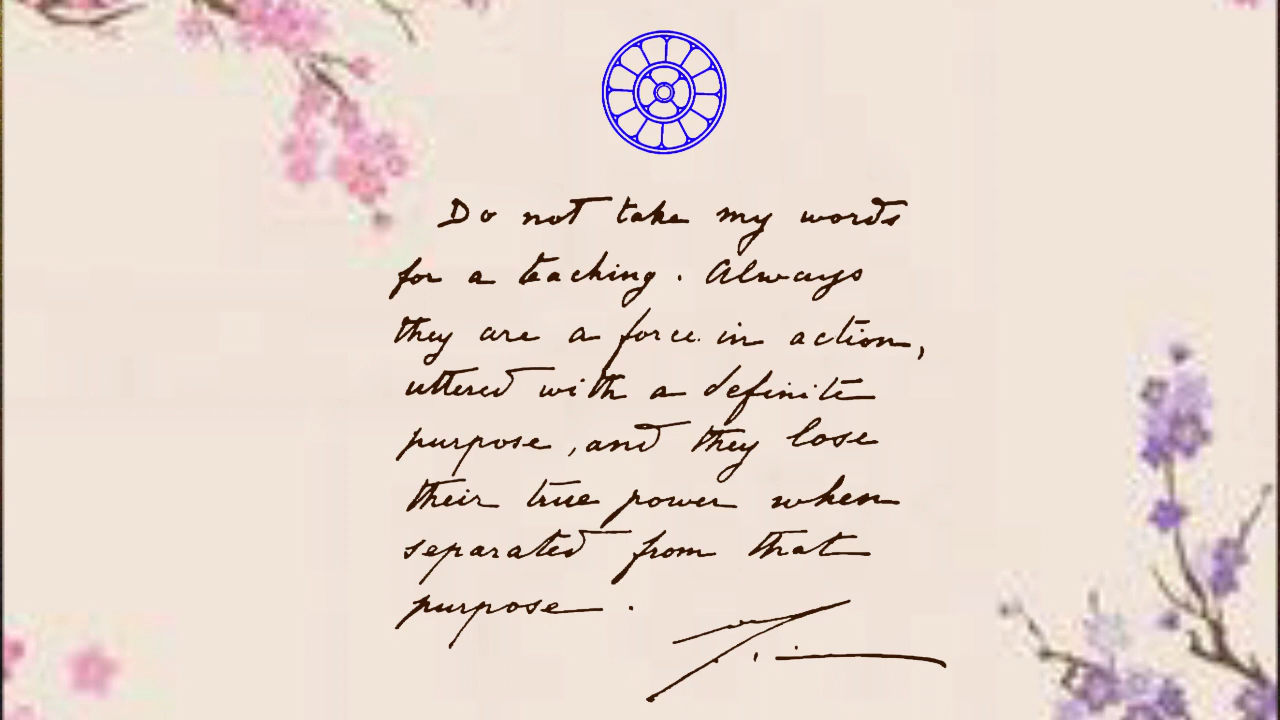 Do not take my words
for a teaching. Always
they are a force in action,
uttered with a definite
purpose, and they lose
their true power when
separated from that
purpose.